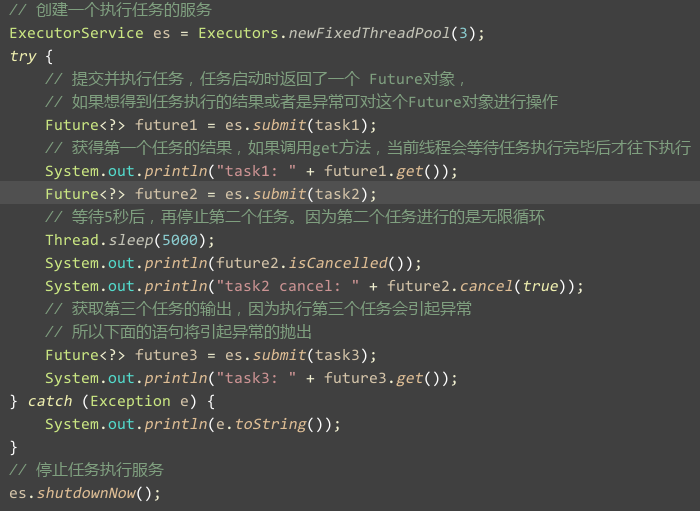 // 创建一个执行任务的服务
ExecutorService es = Executors.newFixedThreadPool(3);
try {
    // 提交并执行任务，任务启动时返回了一个 Future对象，
    // 如果想得到任务执行的结果或者是异常可对这个Future对象进行操作
    Future<?> future1 = es.submit(task1);
    // 获得第一个任务的结果，如果调用get方法，当前线程会等待任务执行完毕后才往下执行
    System.out.println("task1: " + future1.get());
    Future<?> future2 = es.submit(task2);
    // 等待5秒后，再停止第二个任务。因为第二个任务进行的是无限循环
    Thread.sleep(5000);
    System.out.println(future2.isCancelled());
    System.out.println("task2 cancel: " + future2.cancel(true));
    // 获取第三个任务的输出，因为执行第三个任务会引起异常
    // 所以下面的语句将引起异常的抛出
    Future<?> future3 = es.submit(task3);
    System.out.println("task3: " + future3.get());
} catch (Exception e) {
    System.out.println(e.toString());
}
// 停止任务执行服务
es.shutdownNow();